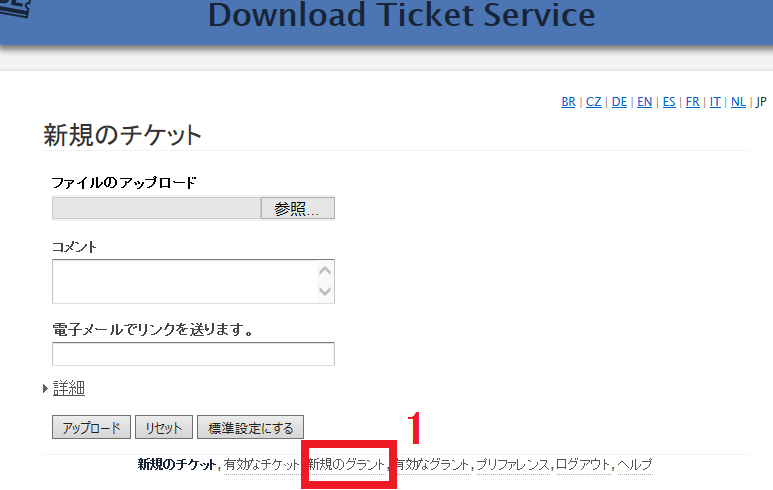 Download Ticket Service
BR | CZ | DE | EN | ES | FR | IT | NL | JP
新規のチケット
ファイルのアップロード
参照...
コメント
電子メールでリンクを送ります。
詳細
アップロード リセット 標準設定にする
1
新規のチケット, 有効なチケット, 新規のグラント, 有効なグラント, プリファレンス, ログアウト, ヘルプ